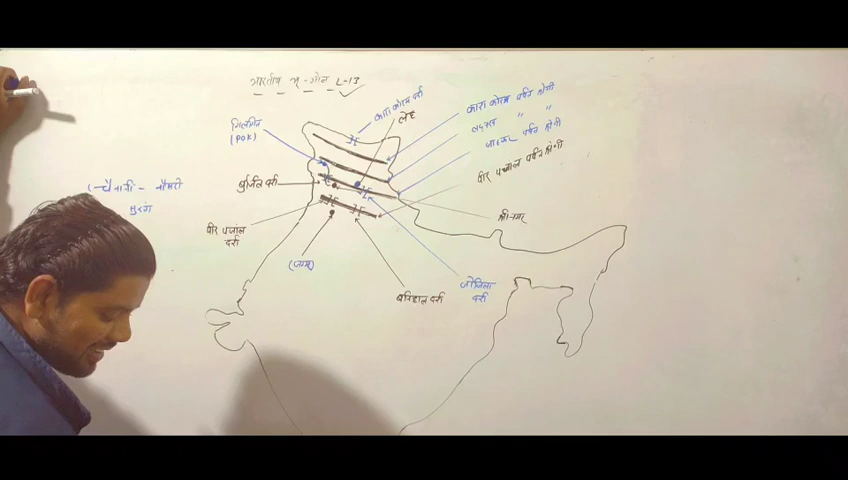 भारतीय भू-गोल L-13
काराकोरम दर्रा
लेह
काराकोरम पर्वत श्रेणी
लद्दाख " "
जास्कर पर्वत श्रेणी
पीर पंजाल पर्वत श्रेणी
गिलगित
(POK)
बुर्जिल दर्रा
चैनानी - नौसरी
सुरंग
पीर पंजाल
दर्रा
श्रीनगर
(जम्मू)
बनिहाल दर्रा
जोजिला
दर्रा